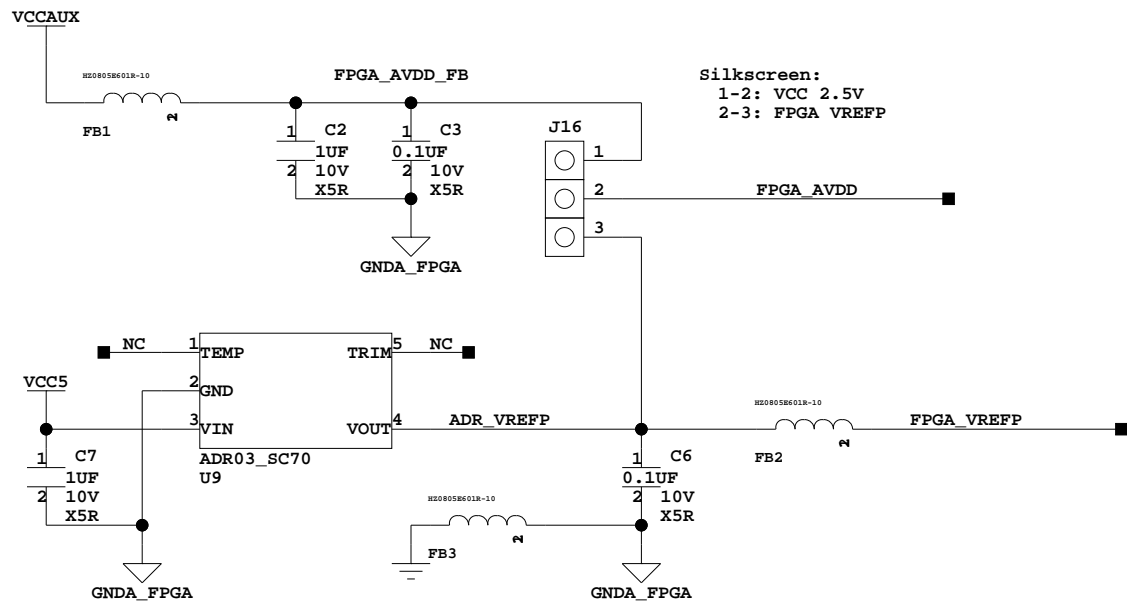 VCCAUX
HZ0805E601R-10
FPGA_AVDD_FB
Silkscreen:
1-2: VCC 2.5V
2-3: FPGA VREFP
2
FB1
1 C2
1UF
2 10V
X5R
1 C3
0.1UF
2 10V
X5R
J16
1
2 FPGA_AVDD
3
GNDA_FPGA
NC 1 TEMP
TRIM 5 NC
VCC5
2 GND
3 VIN
VOUT 4
ADR_VREFP
HZ0805E601R-10
FPGA_VREFP
2
FB2
ADR03_SC70
U9
1 C7
1UF
2 10V
X5R
1 C6
0.1UF
2 10V
X5R
HZ0805E601R-10
2
FB3
GNDA_FPGA
GNDA_FPGA